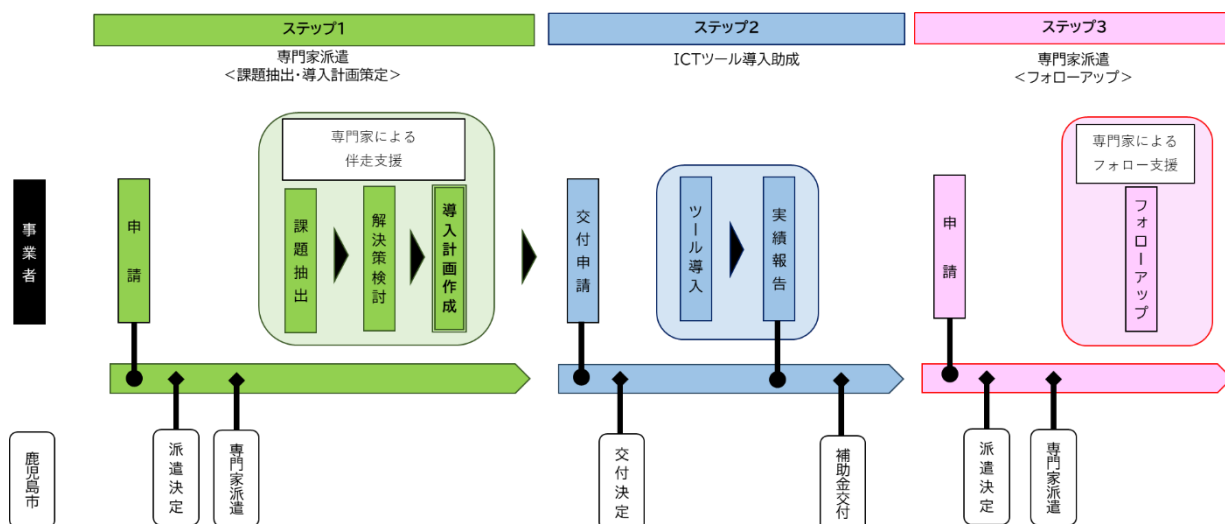 ステップ1
専門家派遣
<課題抽出・導入計画策定>
ステップ2
ICTツール導入助成
ステップ3
専門家派遣
<フォローアップ>
事業者
申請
専門家による
伴走支援
課題抽出
解決策検討
導入計画作成
交付申請
ツール導入
実績報告
申請
専門家による
フォロー支援
フォローアップ
鹿児島市
派遣決定
専門家派遣
交付決定
補助金交付
派遣決定
専門家派遣